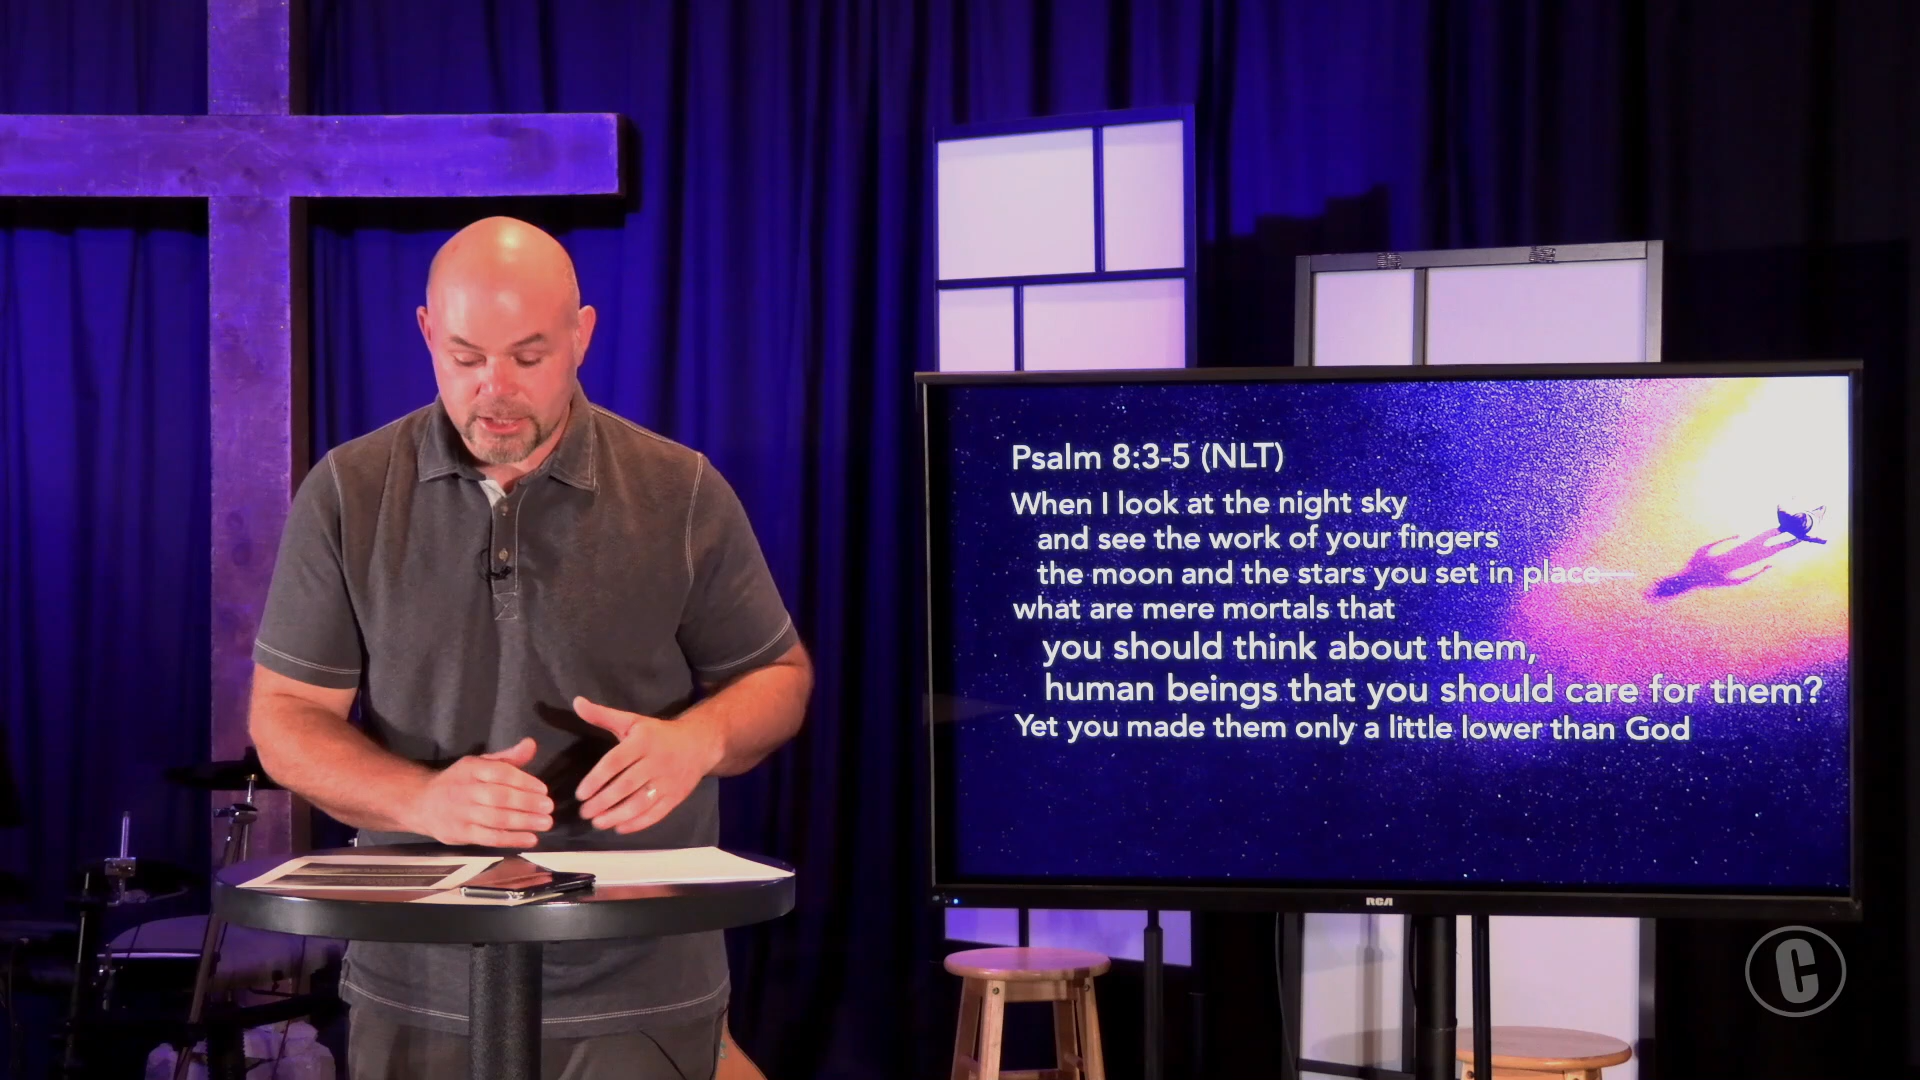 Psalm 8:3-5 (NLT)
When I look at the night sky
and see the work of your fingers
the moon and the stars you set in place—
what are mere mortals that
you should think about them,
human beings that you should care for them?
Yet you made them only a little lower than God
RCA
C